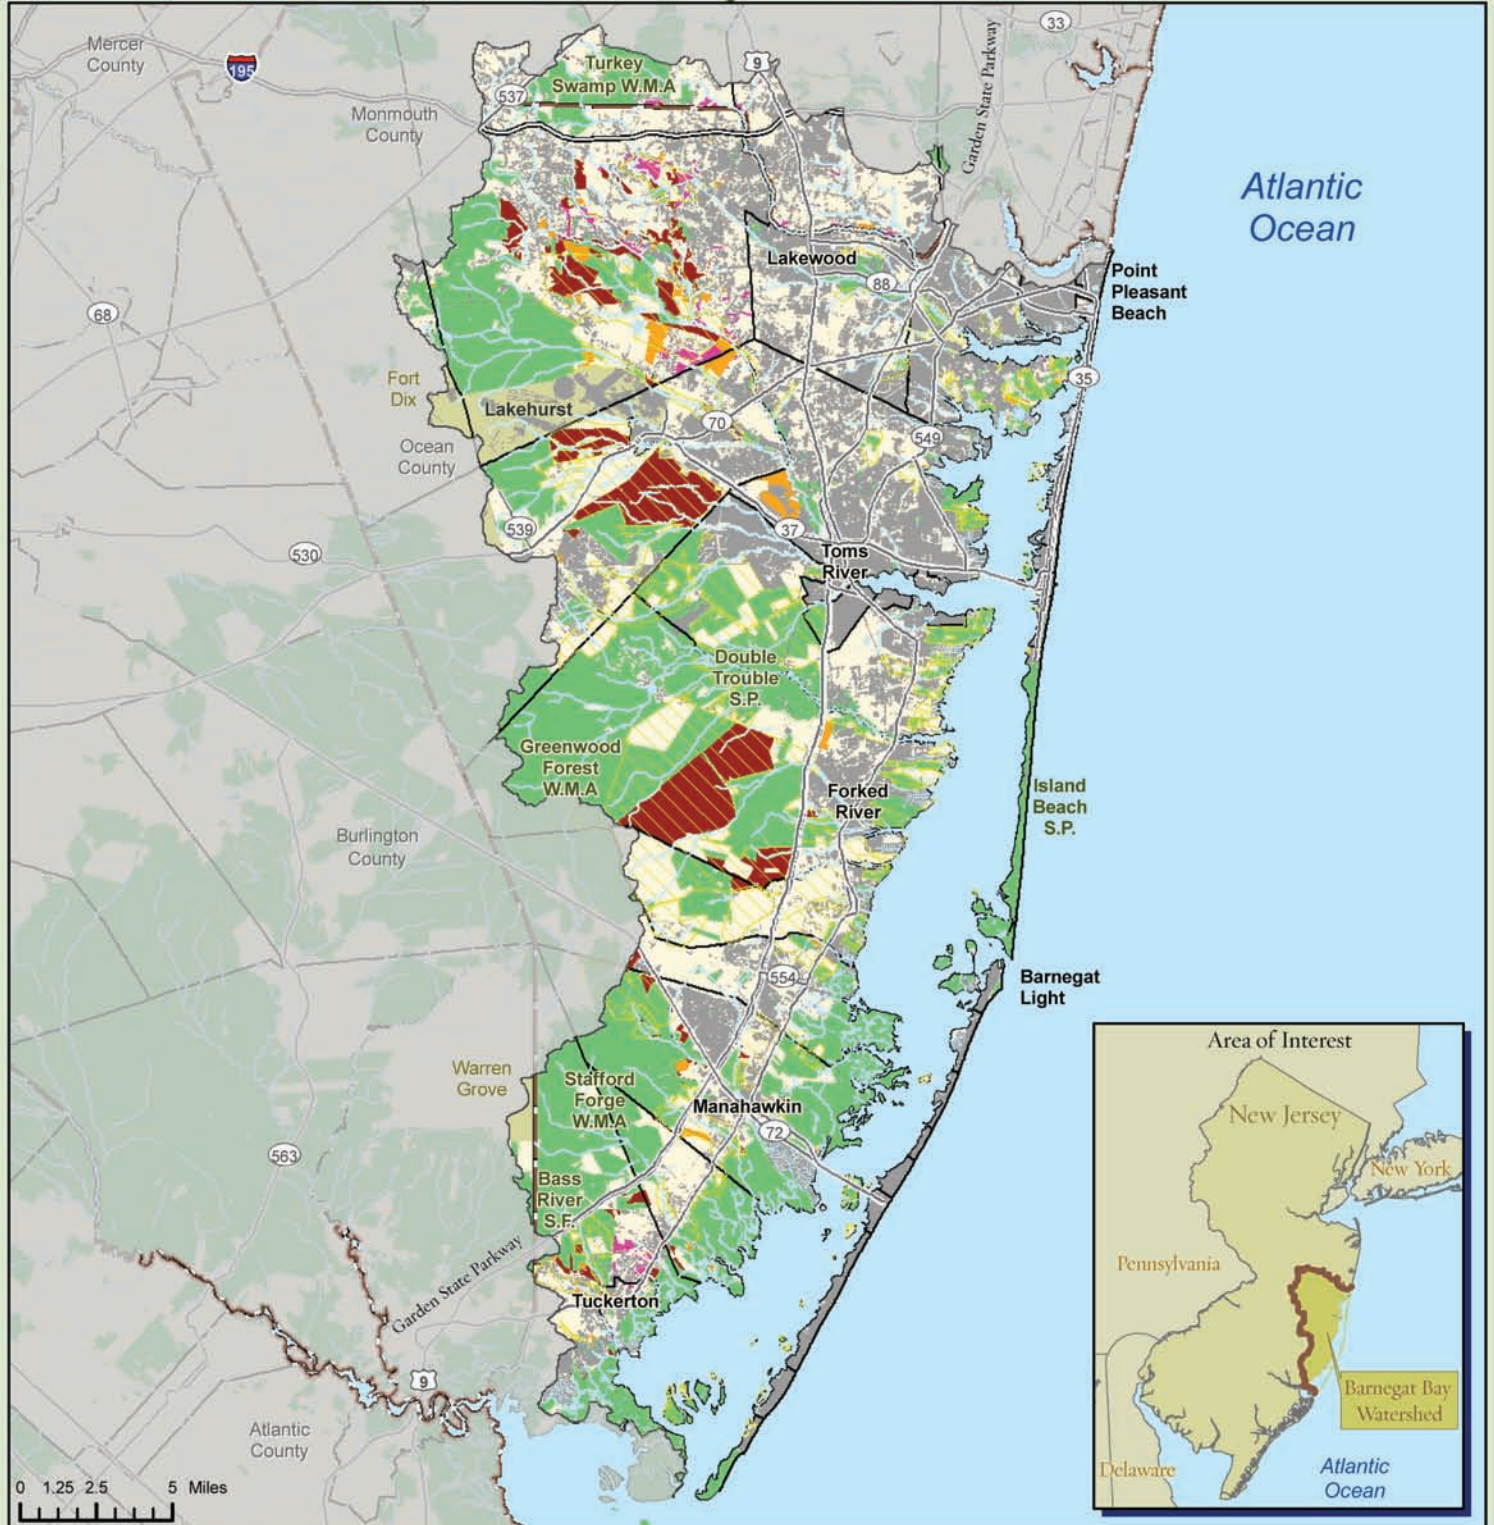 33
Mercer
County
195
9
Garden State Parkway
Turkey
Swamp W.M.A
537
Monmouth
County
Atlantic
Ocean
Lakewood
88
Point
Pleasant
Beach
68
Fort
Dix
Lakehurst
35
70
549
Ocean
County
539
37
530
Toms
River
Double
Trouble
S.P.
Greenwood
Forest
W.M.A
Forked
River
Island
Beach
S.P.
Burlington
County
554
Barnegat
Light
Warren
Grove
Stafford
Forge
W.M.A
Manahawkin
72
563
Bass
River
S.F.
Garden State Parkway
Tuckerton
9
Atlantic
County
0 1.25 2.5 5 Miles
Area of Interest
New Jersey
New York
Pennsylvania
Barnegat Bay
Watershed
Delaware
Atlantic
Ocean